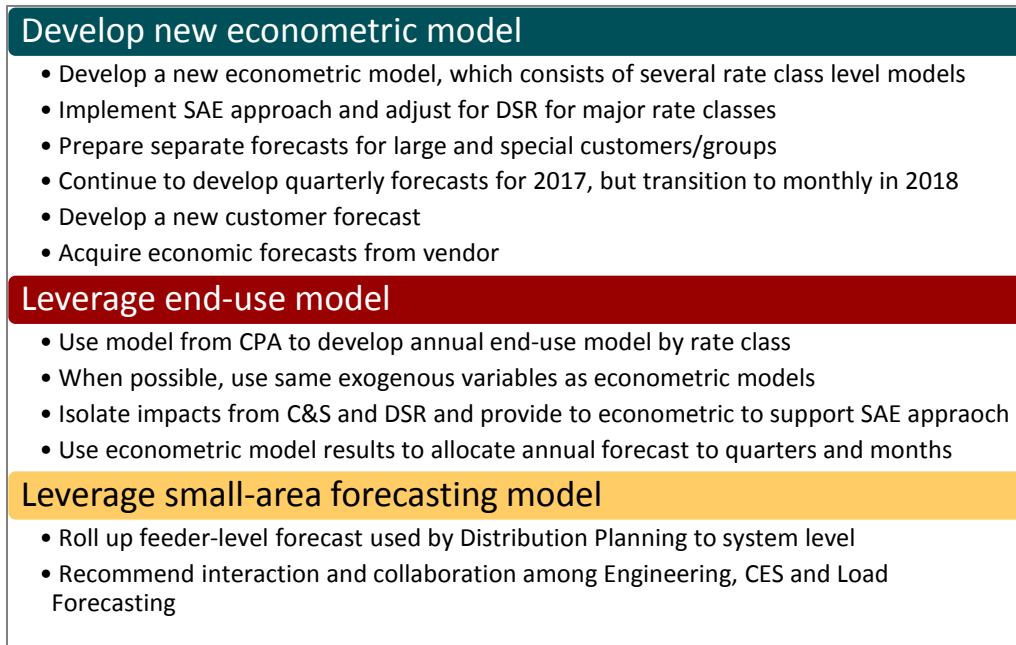 Develop new econometric model
• Develop a new econometric model, which consists of several rate class level models
• Implement SAE approach and adjust for DSR for major rate classes
• Prepare separate forecasts for large and special customers/groups
• Continue to develop quarterly forecasts for 2017, but transition to monthly in 2018
• Develop a new customer forecast
• Acquire economic forecasts from vendor
Leverage end-use model
• Use model from CPA to develop annual end-use model by rate class
• When possible, use same exogenous variables as econometric models
• Isolate impacts from C&S and DSR and provide to econometric to support SAE appraoch
• Use econometric model results to allocate annual forecast to quarters and months
Leverage small-area forecasting model
• Roll up feeder-level forecast used by Distribution Planning to system level
• Recommend interaction and collaboration among Engineering, CES and Load
Forecasting